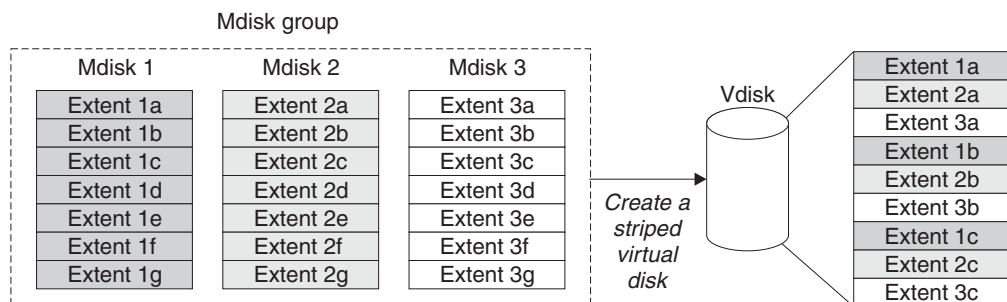 Mdisk group
Mdisk 1
Extent 1a
Extent 1b
Extent 1c
Extent 1d
Extent 1e
Extent 1f
Extent 1g
Mdisk 2
Extent 2a
Extent 2b
Extent 2c
Extent 2d
Extent 2e
Extent 2f
Extent 2g
Mdisk 3
Extent 3a
Extent 3b
Extent 3c
Extent 3d
Extent 3e
Extent 3f
Extent 3g
Create a
striped
virtual
disk
Vdisk
Extent 1a
Extent 2a
Extent 3a
Extent 1b
Extent 2b
Extent 3b
Extent 1c
Extent 2c
Extent 3c